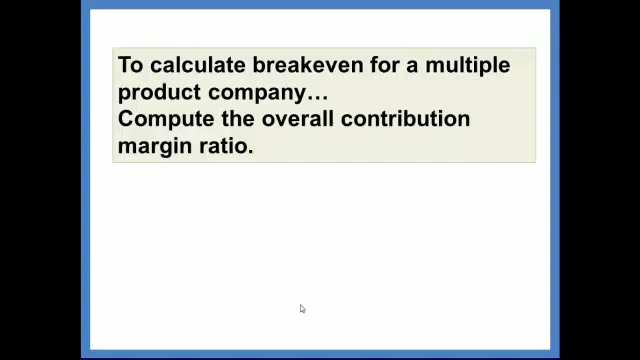 To calculate breakeven for a multiple
product company…
Compute the overall contribution
margin ratio.